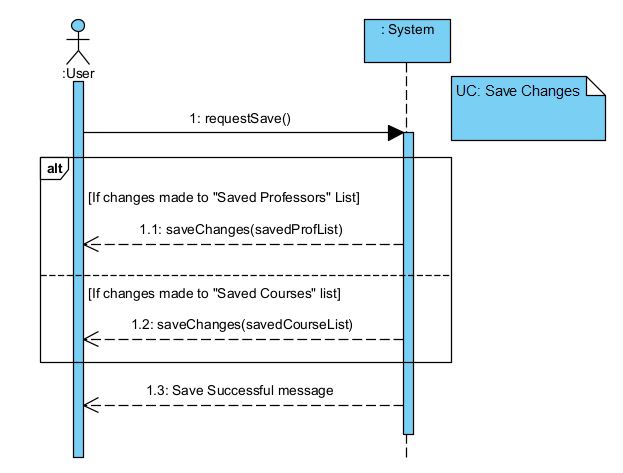 : System
:User
UC: Save Changes
1: requestSave()
alt
[If changes made to "Saved Professors" List]
1.1: saveChanges(savedProfList)
[If changes made to "Saved Courses" list]
1.2: saveChanges(savedCourseList)
1.3: Save Successful message